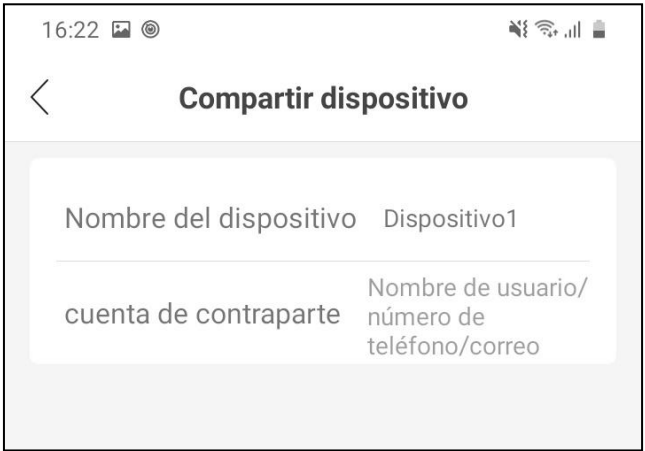 16:22
Compartir dispositivo
Nombre del dispositivo Dispositivo1
cuenta de contraparte
Nombre de usuario/
número de
teléfono/correo